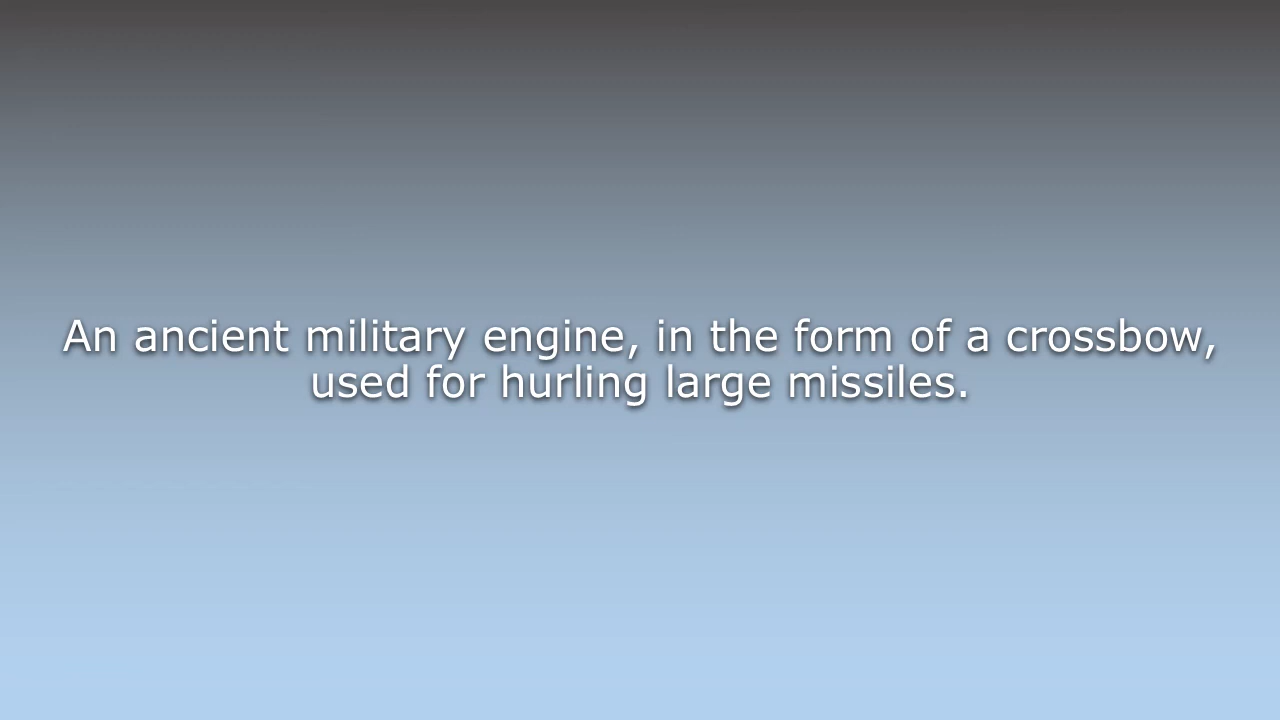 An ancient military engine, in the form of a crossbow,
used for hurling large missiles.